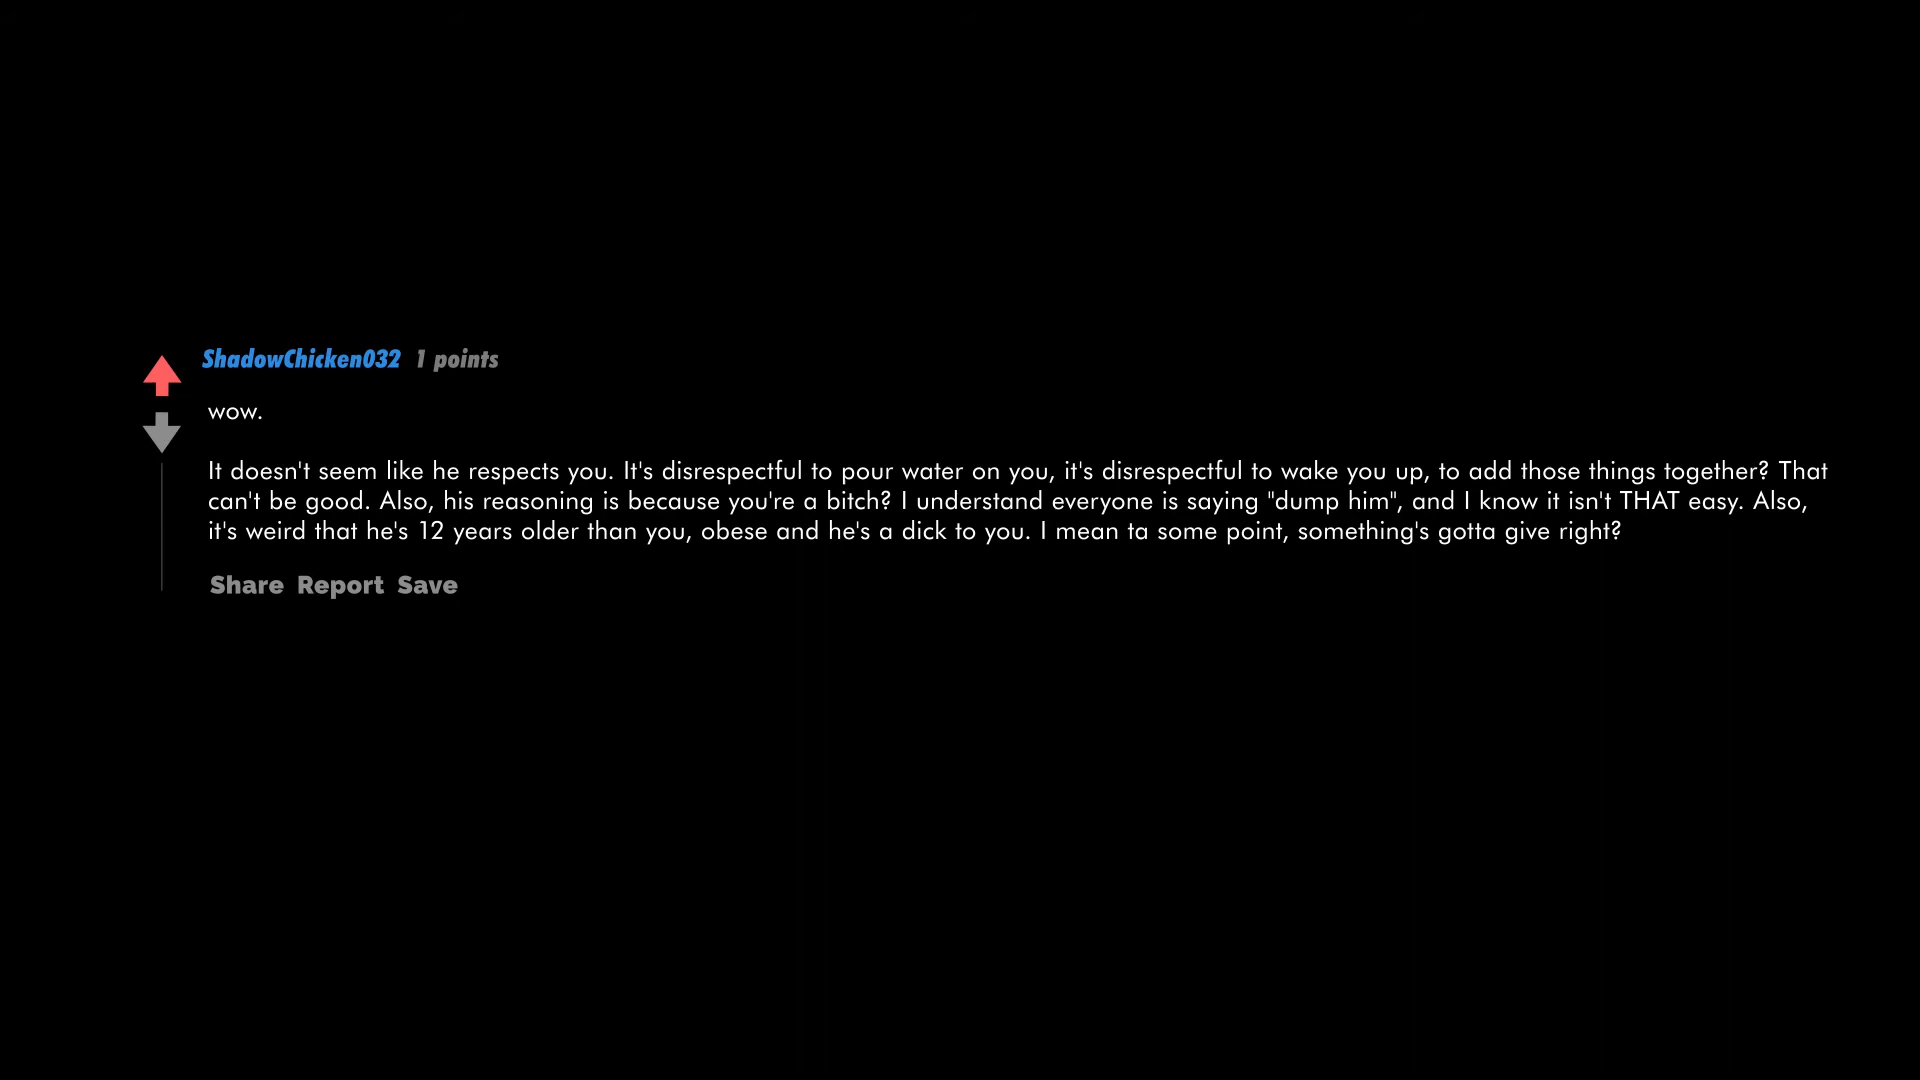 ShadowChicken032 1 points
wow.
It doesn't seem like he respects you. It's disrespectful to pour water on you, it's disrespectful to wake you up, to add those things together? That
can't be good. Also, his reasoning is because you're a bitch? I understand everyone is saying "dump him", and I know it isn't THAT easy. Also,
it's weird that he's 12 years older than you, obese and he's a dick to you. I mean ta some point, something's gotta give right?
Share Report Save